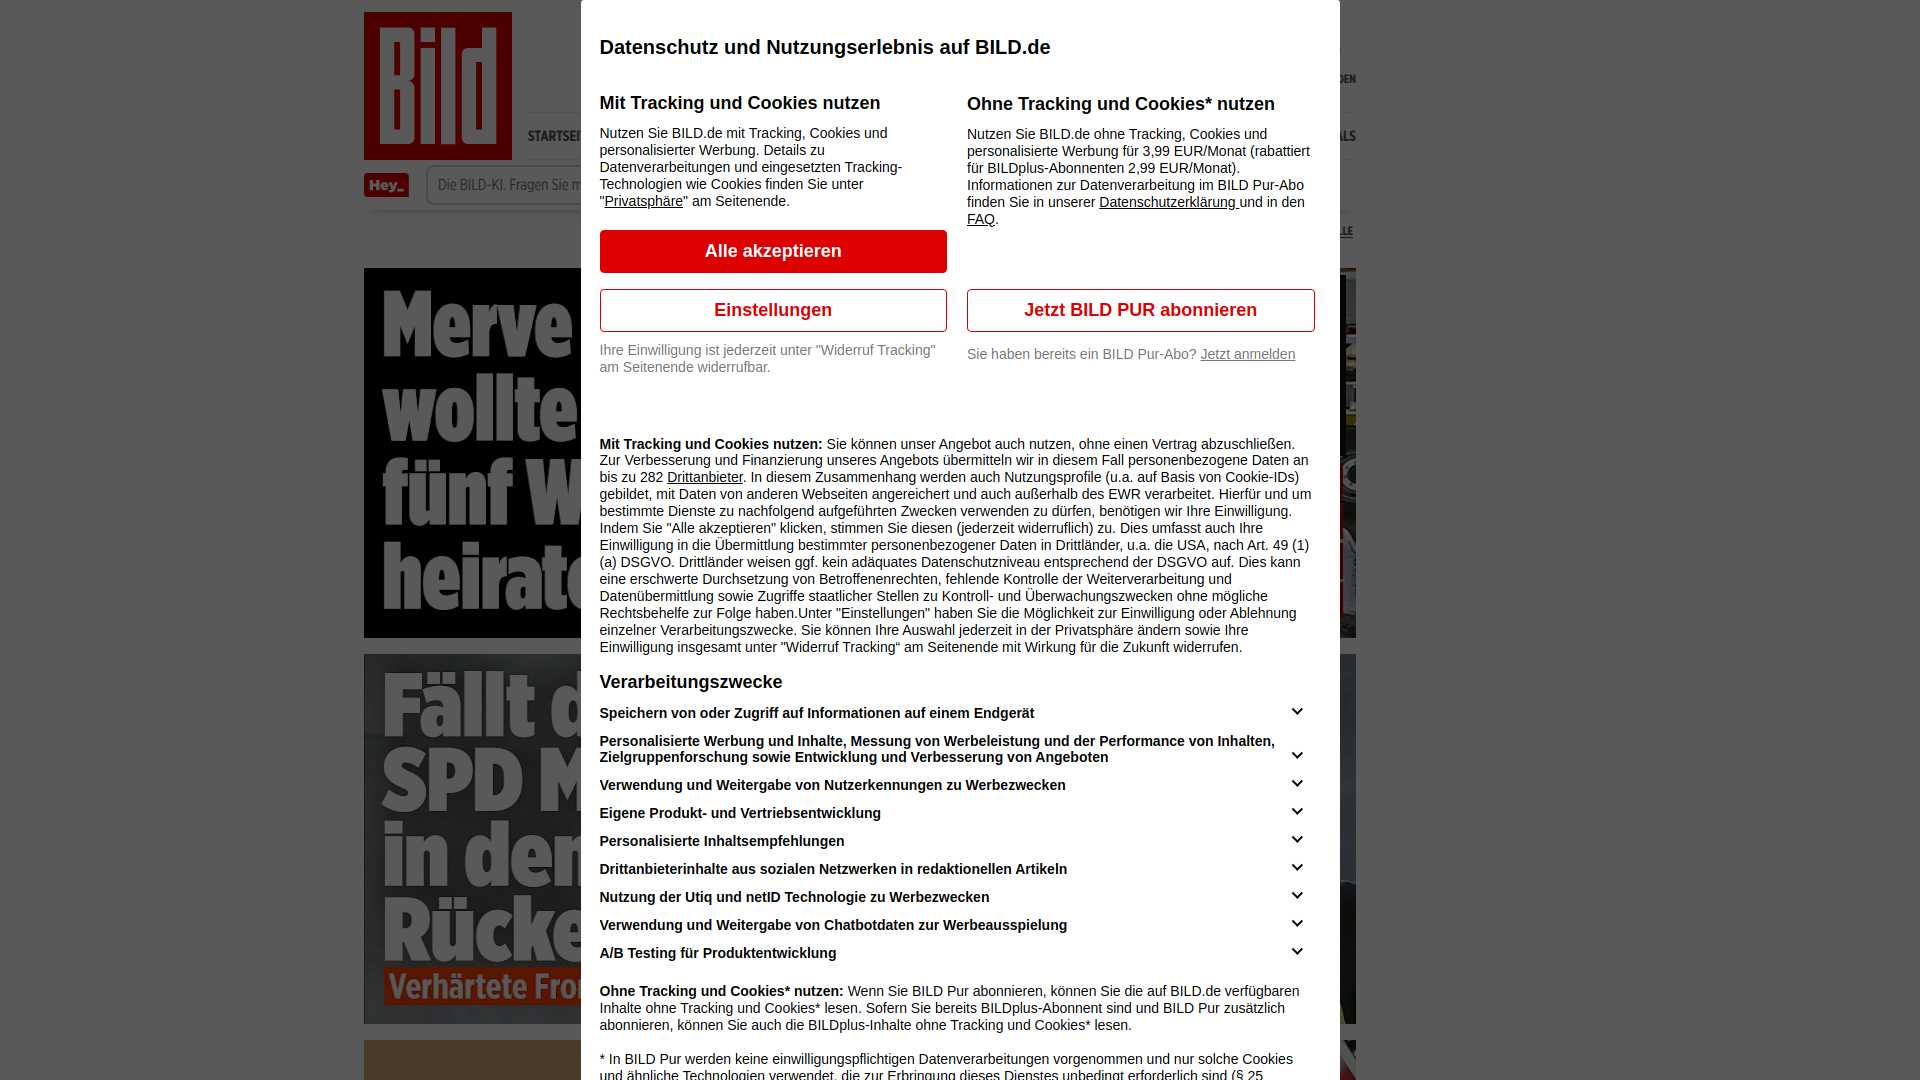 Bild
STARTSEI
Hey_
Die BILD-KI. Fragen Sie m
DEN
ALS
LLE
Merve
wollte
fünf W
heirate
Fällt d
SPD M
in den
Rücke
Verhärtete Fron
Datenschutz und Nutzungserlebnis auf BILD.de
Mit Tracking und Cookies nutzen
Nutzen Sie BILD.de mit Tracking, Cookies und
personalisierter Werbung. Details zu
Datenverarbeitungen und eingesetzten Tracking-
Technologien wie Cookies finden Sie unter
"Privatsphäre" am Seitenende.
Alle akzeptieren
Einstellungen
Ihre Einwilligung ist jederzeit unter "Widerruf Tracking"
am Seitenende widerrufbar.
Ohne Tracking und Cookies* nutzen
Nutzen Sie BILD.de ohne Tracking, Cookies und
personalisierte Werbung für 3,99 EUR/Monat (rabattiert
für BILDplus-Abonnenten 2,99 EUR/Monat).
Informationen zur Datenverarbeitung im BILD Pur-Abo
finden Sie in unserer Datenschutzerklärung und in den
FAQ.
Jetzt BILD PUR abonnieren
Sie haben bereits ein BILD Pur-Abo? Jetzt anmelden
Mit Tracking und Cookies nutzen: Sie können unser Angebot auch nutzen, ohne einen Vertrag abzuschließen.
Zur Verbesserung und Finanzierung unseres Angebots übermitteln wir in diesem Fall personenbezogene Daten an
bis zu 282 Drittanbieter. In diesem Zusammenhang werden auch Nutzungsprofile (u.a. auf Basis von Cookie-IDs)
gebildet, mit Daten von anderen Webseiten angereichert und auch außerhalb des EWR verarbeitet. Hierfür und um
bestimmte Dienste zu nachfolgend aufgeführten Zwecken verwenden zu dürfen, benötigen wir Ihre Einwilligung.
Indem Sie "Alle akzeptieren" klicken, stimmen Sie diesen (jederzeit widerruflich) zu. Dies umfasst auch Ihre
Einwilligung in die Übermittlung bestimmter personenbezogener Daten in Drittländer, u.a. die USA, nach Art. 49 (1)
(a) DSGVO. Drittländer weisen ggf. kein adäquates Datenschutzniveau entsprechend der DSGVO auf. Dies kann
eine erschwerte Durchsetzung von Betroffenenrechten, fehlende Kontrolle der Weiterverarbeitung und
Datenübermittlung sowie Zugriffe staatlicher Stellen zu Kontroll- und Überwachungszwecken ohne mögliche
Rechtsbehelfe zur Folge haben.Unter "Einstellungen" haben Sie die Möglichkeit zur Einwilligung oder Ablehnung
einzelner Verarbeitungszwecke. Sie können Ihre Auswahl jederzeit in der Privatsphäre ändern sowie Ihre
Einwilligung insgesamt unter "Widerruf Tracking“ am Seitenende mit Wirkung für die Zukunft widerrufen.
Verarbeitungszwecke
Speichern von oder Zugriff auf Informationen auf einem Endgerät
Personalisierte Werbung und Inhalte, Messung von Werbeleistung und der Performance von Inhalten,
Zielgruppenforschung sowie Entwicklung und Verbesserung von Angeboten
Verwendung und Weitergabe von Nutzerkennungen zu Werbezwecken
Eigene Produkt- und Vertriebsentwicklung
Personalisierte Inhaltsempfehlungen
Drittanbieterinhalte aus sozialen Netzwerken in redaktionellen Artikeln
Nutzung der Utiq und netID Technologie zu Werbezwecken
Verwendung und Weitergabe von Chatbotdaten zur Werbeausspielung
A/B Testing für Produktentwicklung
Ohne Tracking und Cookies* nutzen: Wenn Sie BILD Pur abonnieren, können Sie die auf BILD.de verfügbaren
Inhalte ohne Tracking und Cookies* lesen. Sofern Sie bereits BILDplus-Abonnent sind und BILD Pur zusätzlich
abonnieren, können Sie auch die BILDplus-Inhalte ohne Tracking und Cookies* lesen.
* In BILD Pur werden keine einwilligungspflichtigen Datenverarbeitungen vorgenommen und nur solche Cookies
und ähnliche Technologien verwendet, die zur Erbringung dieses Dienstes unbedingt erforderlich sind (§ 25